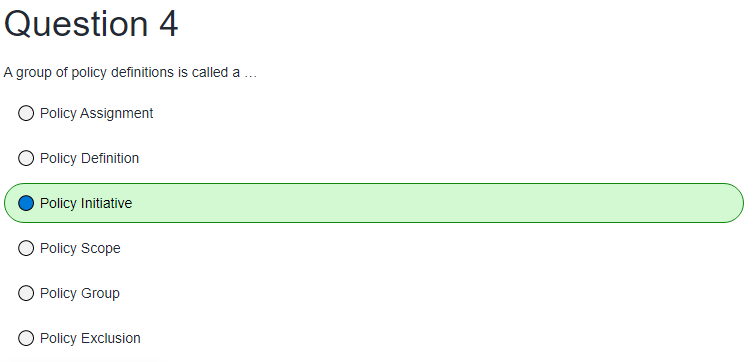 Question 4
A group of policy definitions is called a …
Policy Assignment
Policy Definition
Policy Initiative
Policy Scope
Policy Group
Policy Exclusion